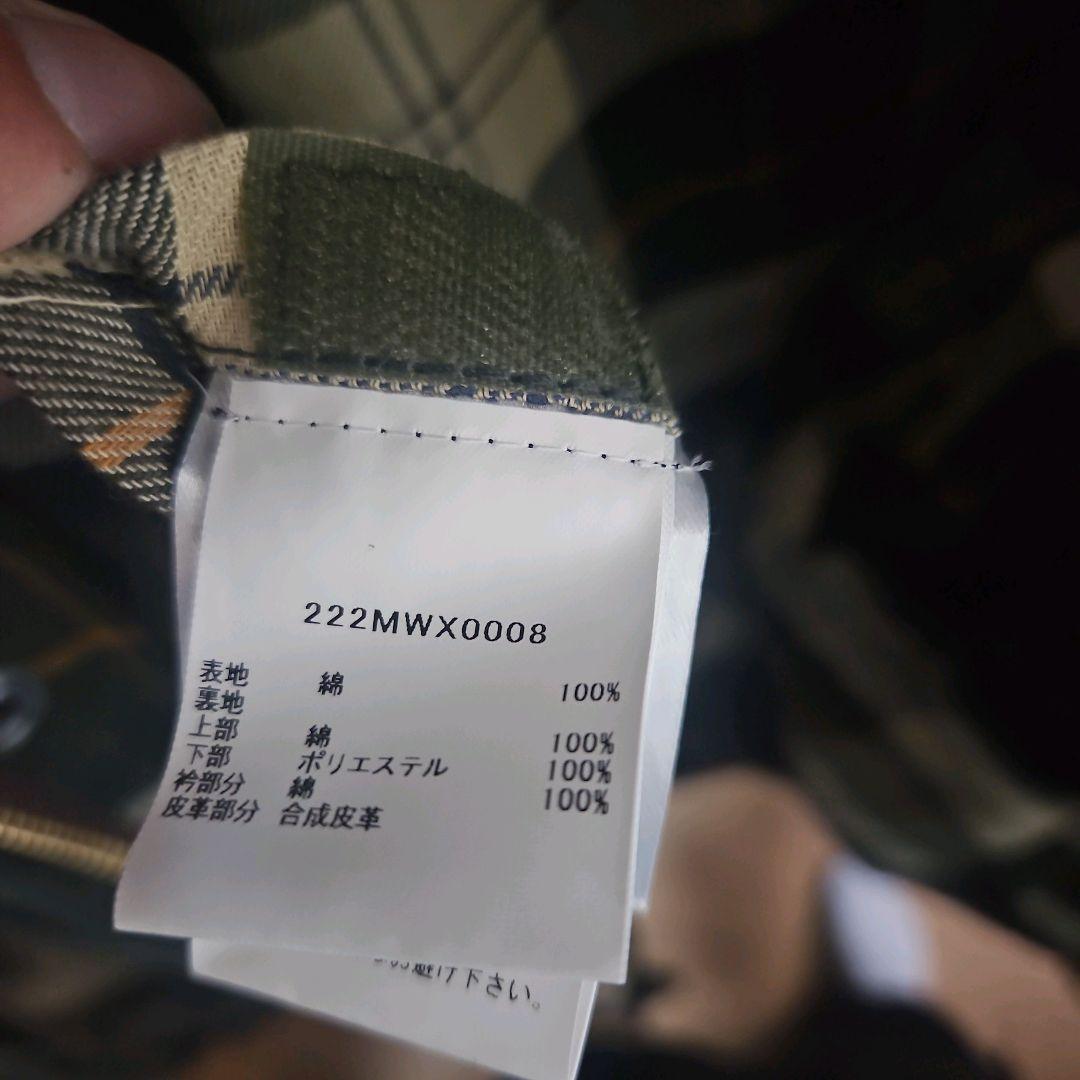 222MWX0008
表地 綿 100%
裏地
上部 綿 100%
下部 ポリエステル 100%
衿部分 綿 100%
皮革部分 合成皮革
避け下さい。